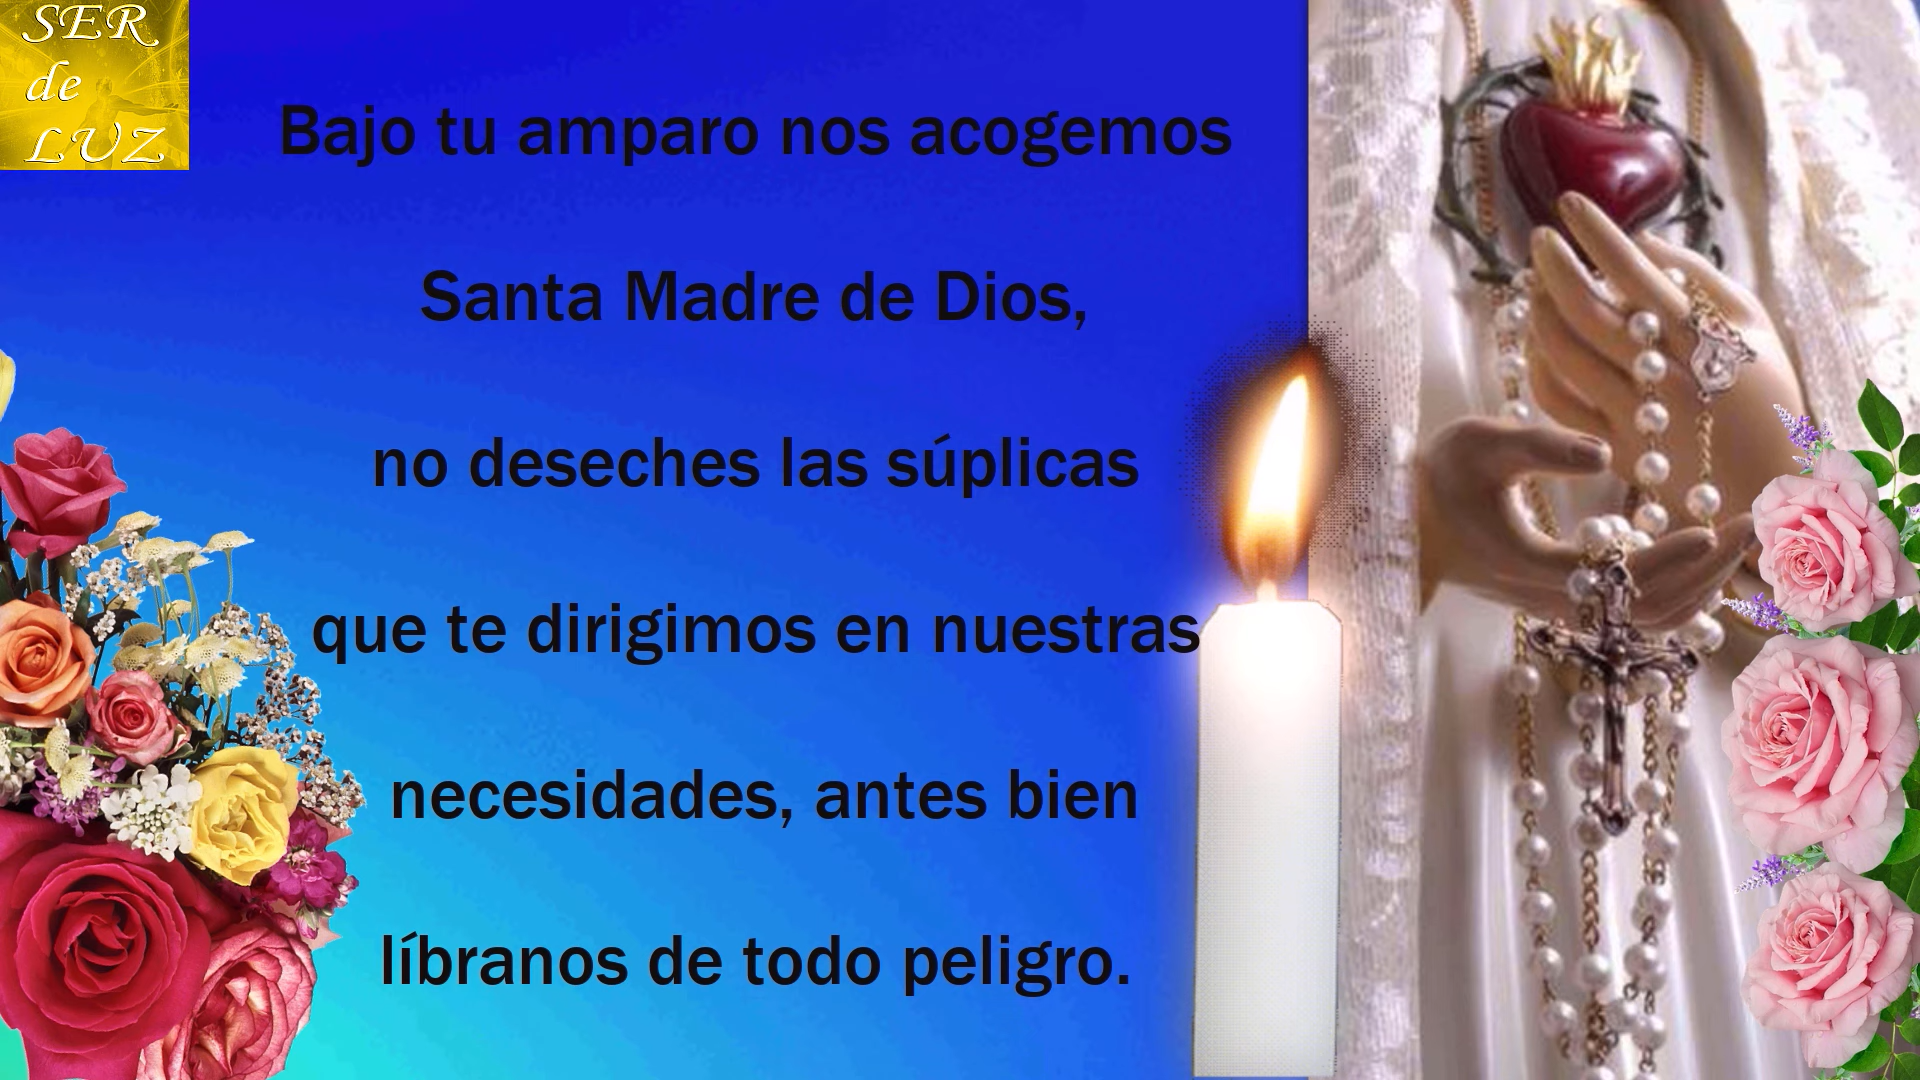 SER
de
LUZ
Bajo tu amparo nos acogemos
Santa Madre de Dios,
no deseches las súplicas
que te dirigimos en nuestras
necesidades, antes bien
líbranos de todo peligro.